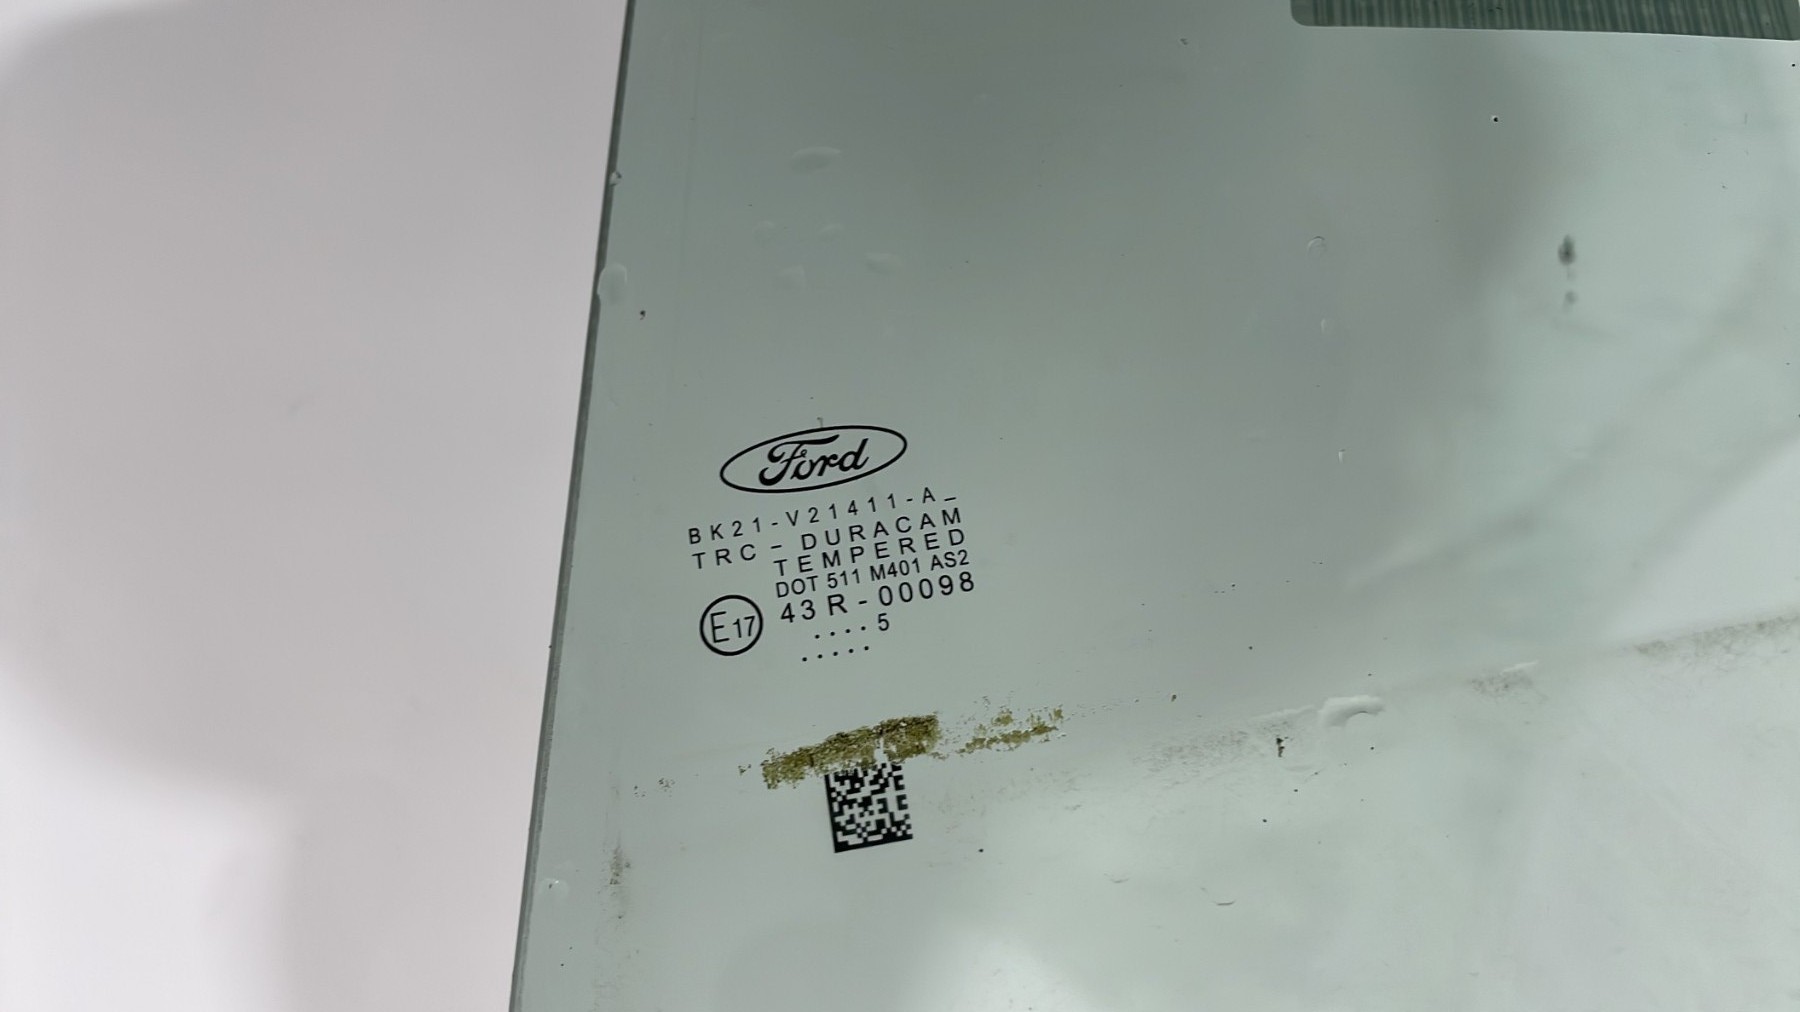 Ford
BK21-V21411-A_
TRC - DURACAM
TEMPERED
DOT 511 M401 AS2
E17 43R-00098
....5
.....